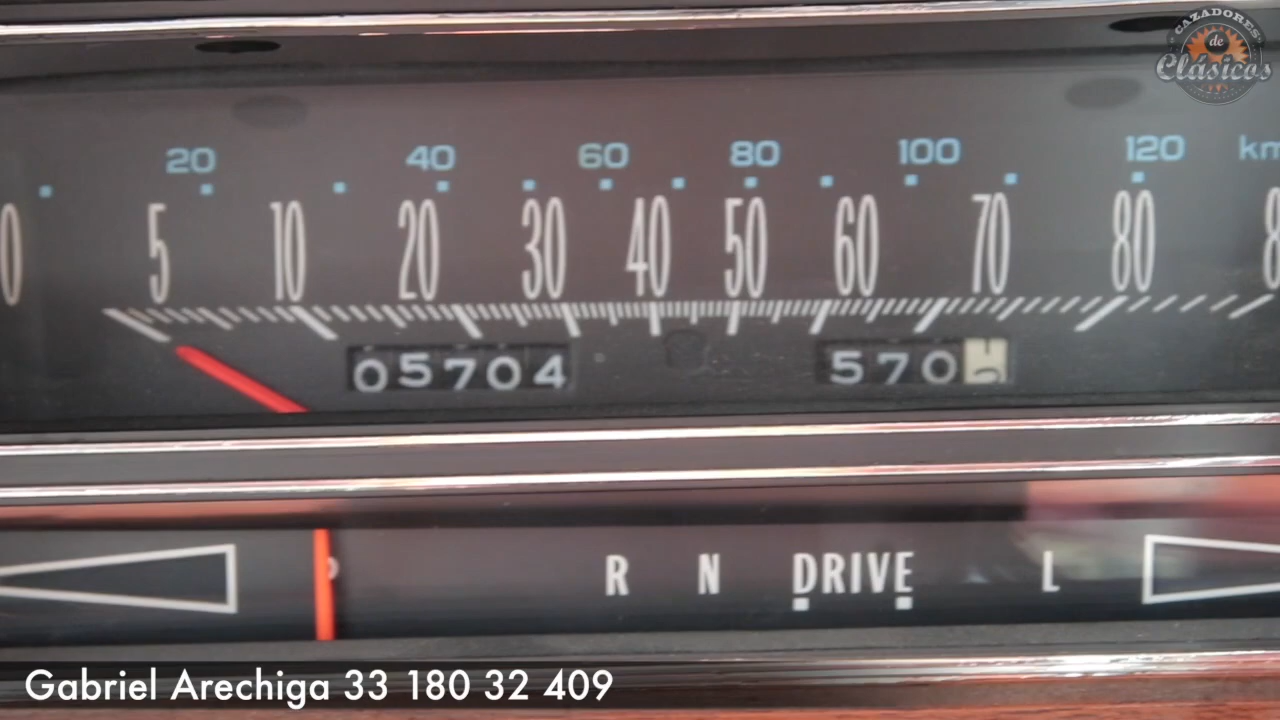 CAZADORES
de
Clásicos
20 40 60 80 100 120 km
0 5 10 20 30 40 50 60 70 80 8
05704 570
P R N DRIVE L
Gabriel Arechiga 33 180 32 409